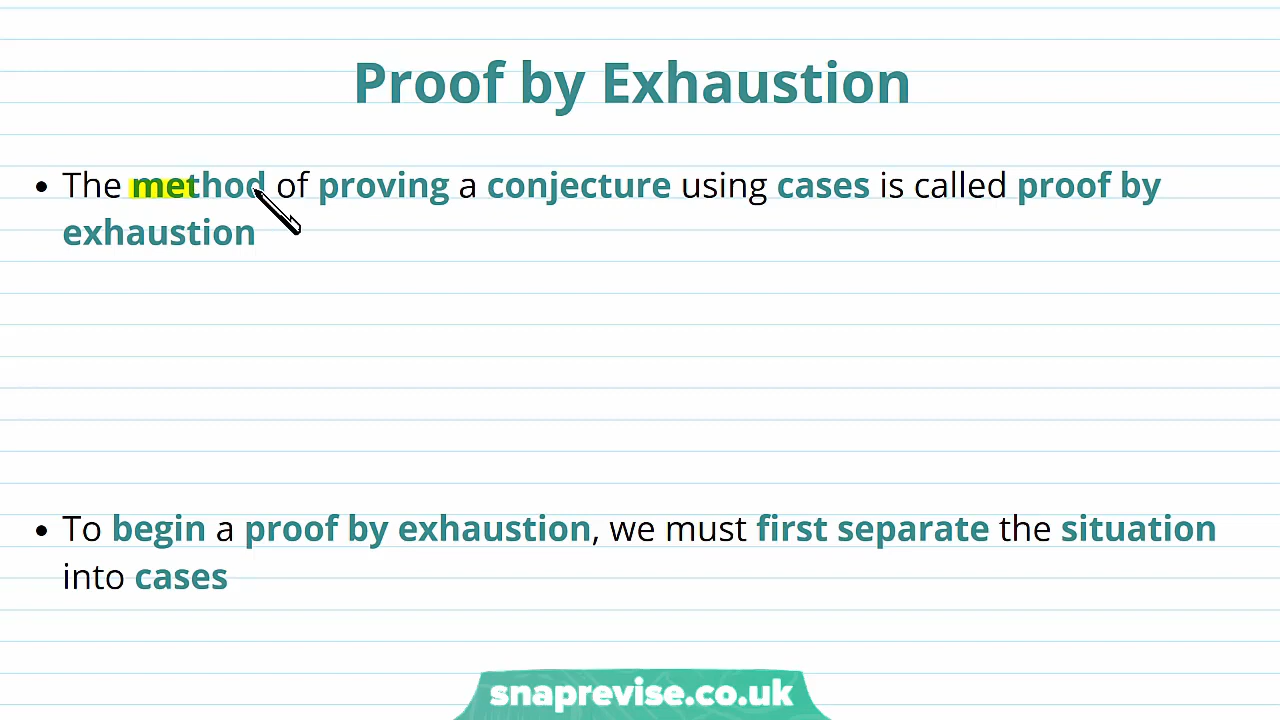 Proof by Exhaustion
• The method of proving a conjecture using cases is called proof by
exhaustion
• To begin a proof by exhaustion, we must first separate the situation
into cases
snaprevise.co.uk